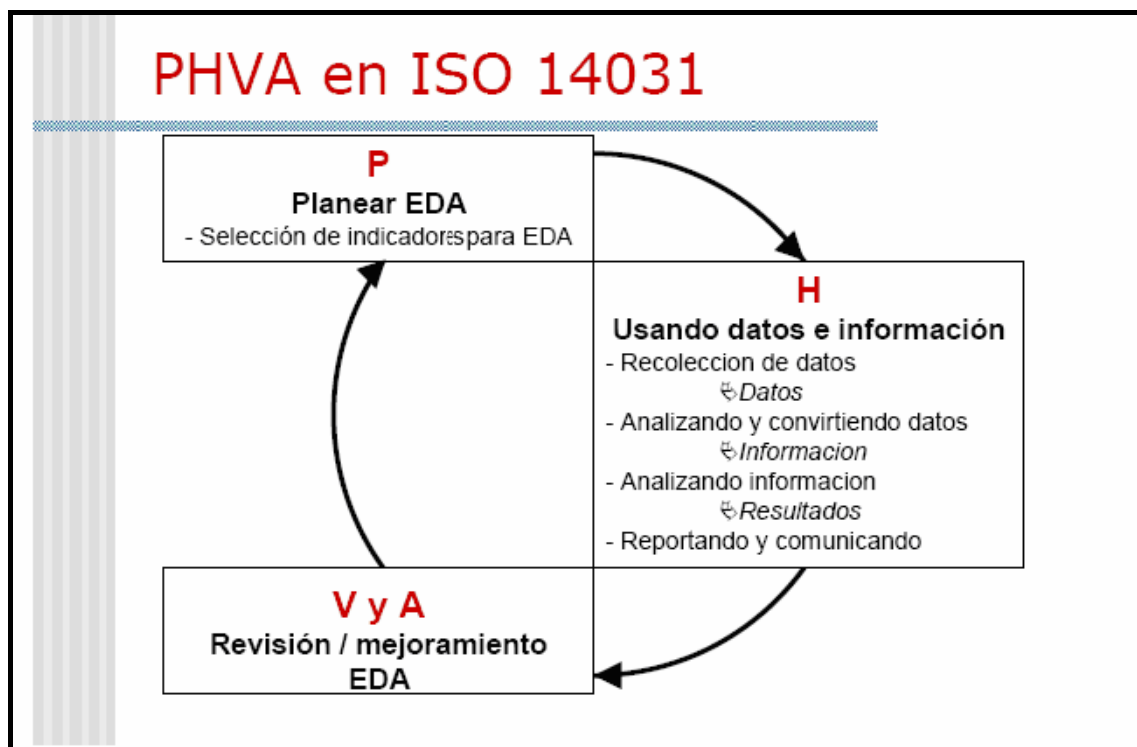 PHVA en ISO 14031
P
Planear EDA
- Selección de indicadores para EDA
H
Usando datos e información
- Recoleccion de datos
Datos
- Analizando y convirtiendo datos
Informacion
- Analizando informacion
Resultados
- Reportando y comunicando
V y A
Revisión / mejoramiento
EDA